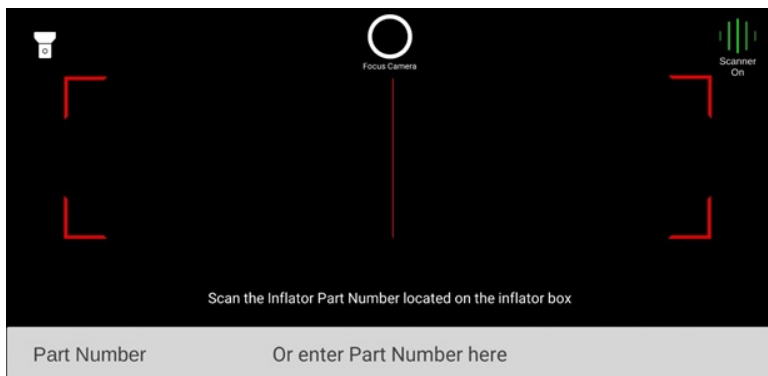 Focus Camera
Scanner
On
Scan the Inflator Part Number located on the inflator box
Part Number
Or enter Part Number here